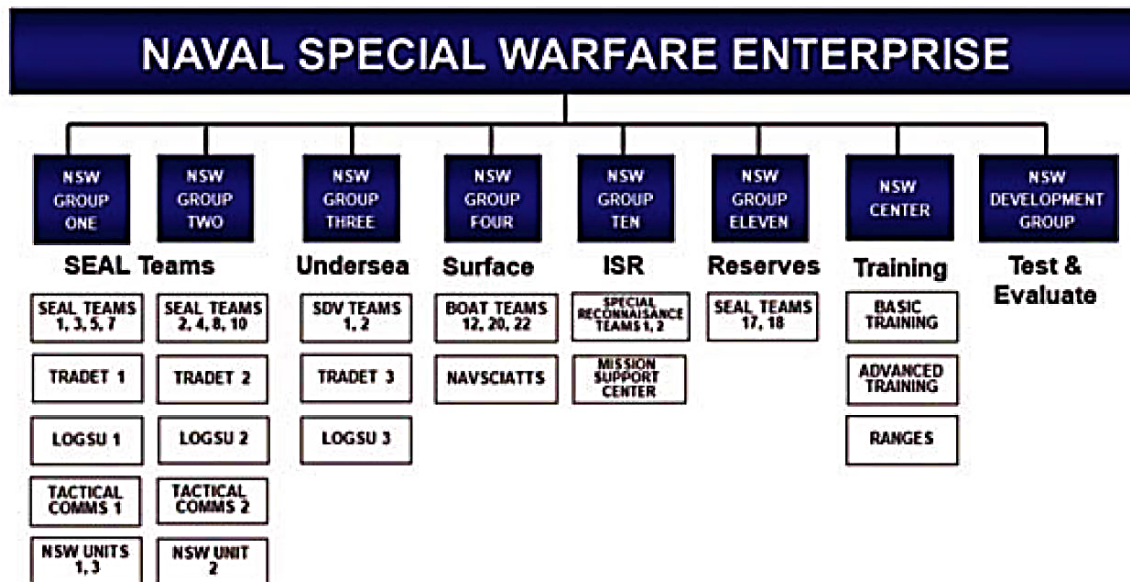 NAVAL SPECIAL WARFARE ENTERPRISE
NSW
GROUP
ONE
NSW
GROUP
TWO
NSW
GROUP
THREE
NSW
GROUP
FOUR
NSW
GROUP
TEN
NSW
GROUP
ELEVEN
NSW
CENTER
NSW
DEVELOPMENT
GROUP
SEAL Teams
Undersea
Surface
ISR
Reserves
Training
Test &
Evaluate
SEAL TEAMS
1, 3, 5, 7
SEAL TEAMS
2, 4, 8, 10
SDV TEAMS
1, 2
BOAT TEAMS
12, 20, 22
SPECIAL
RECONNAISANCE
TEAMS 1, 2
SEAL TEAMS
17, 18
BASIC
TRAINING
TRADET 1
TRADET 2
TRADET 3
NAVSCIATTS
MISSION
SUPPORT
CENTER
ADVANCED
TRAINING
LOGSU 1
LOGSU 2
LOGSU 3
RANGES
TACTICAL
COMMS 1
TACTICAL
COMMS 2
NSW UNITS
1, 3
NSW UNIT
2